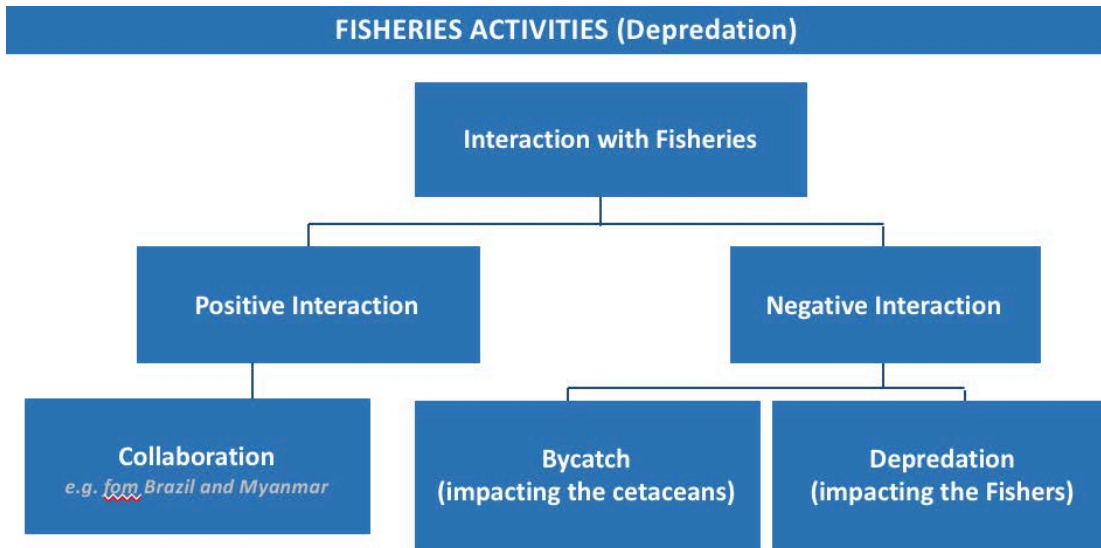 FISHERIES ACTIVITIES (Depredation)
Interaction with Fisheries
Positive Interaction
Negative Interaction
Collaboration
e.g. fom Brazil and Myanmar
Bycatch
(impacting the cetaceans)
Depredation
(impacting the Fishers)